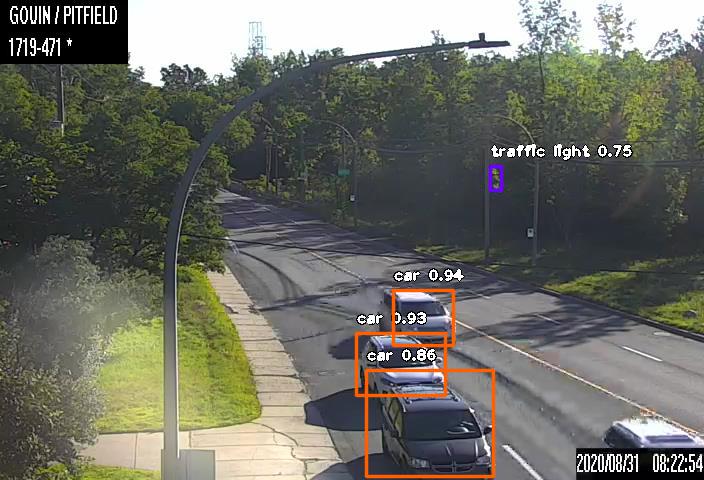 GOUIN / PITFIELD
1719-471 *
traffic light 0.75
car 0.94
car 0.93
car 0.86
2020/08/31 08:22:54